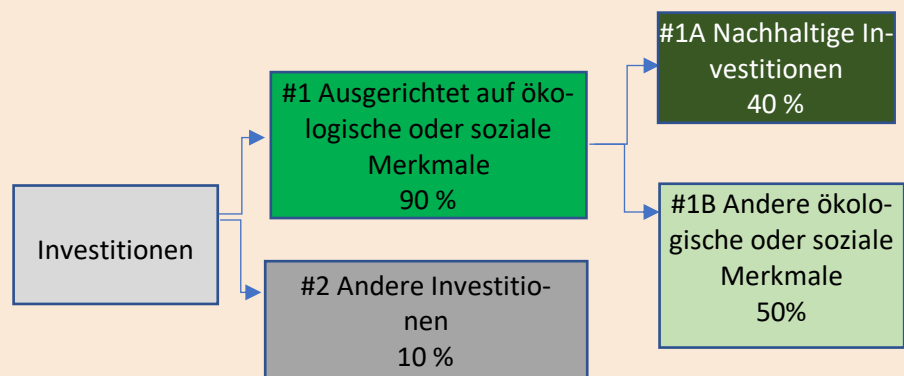 Investitionen
#1 Ausgerichtet auf öko-
logische oder soziale
Merkmale
90 %
#2 Andere Investitio-
nen
10 %
#1A Nachhaltige In-
vestitionen
40 %
#1B Andere ökolo-
gische oder soziale
Merkmale
50%